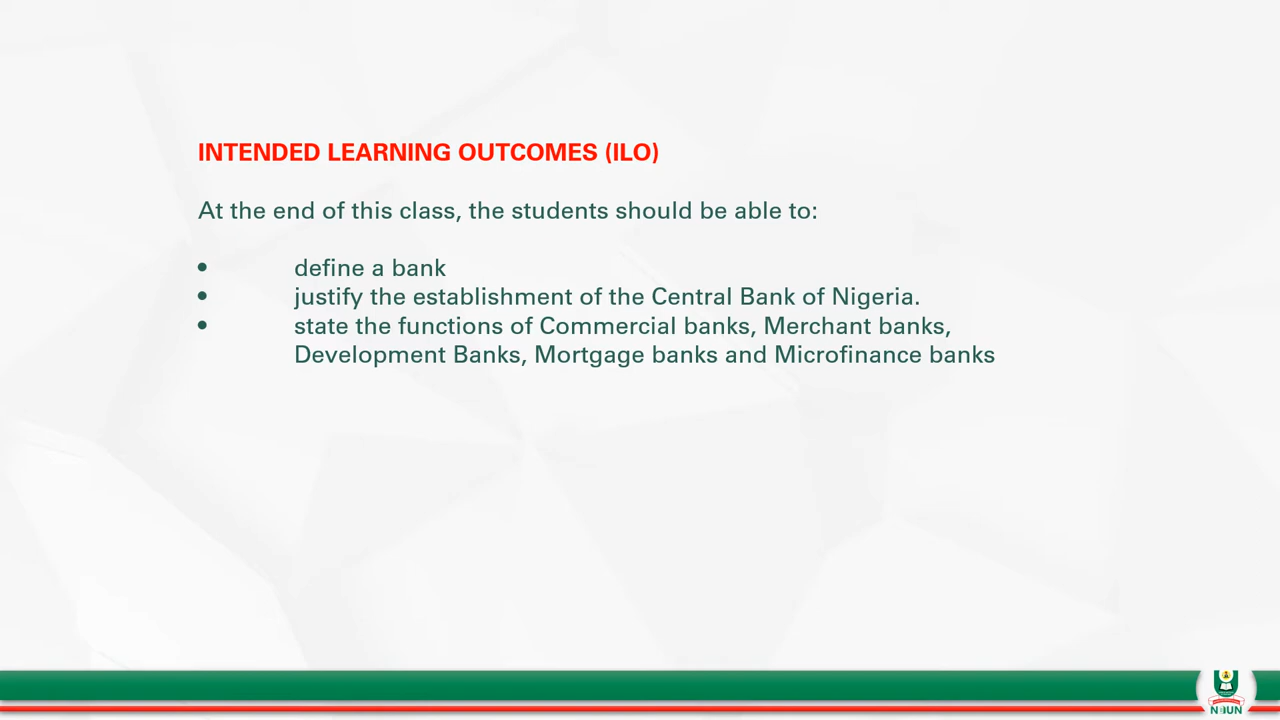 INTENDED LEARNING OUTCOMES (ILO)
At the end of this class, the students should be able to:
• define a bank
• justify the establishment of the Central Bank of Nigeria.
• state the functions of Commercial banks, Merchant banks,
Development Banks, Mortgage banks and Microfinance banks
NOUN